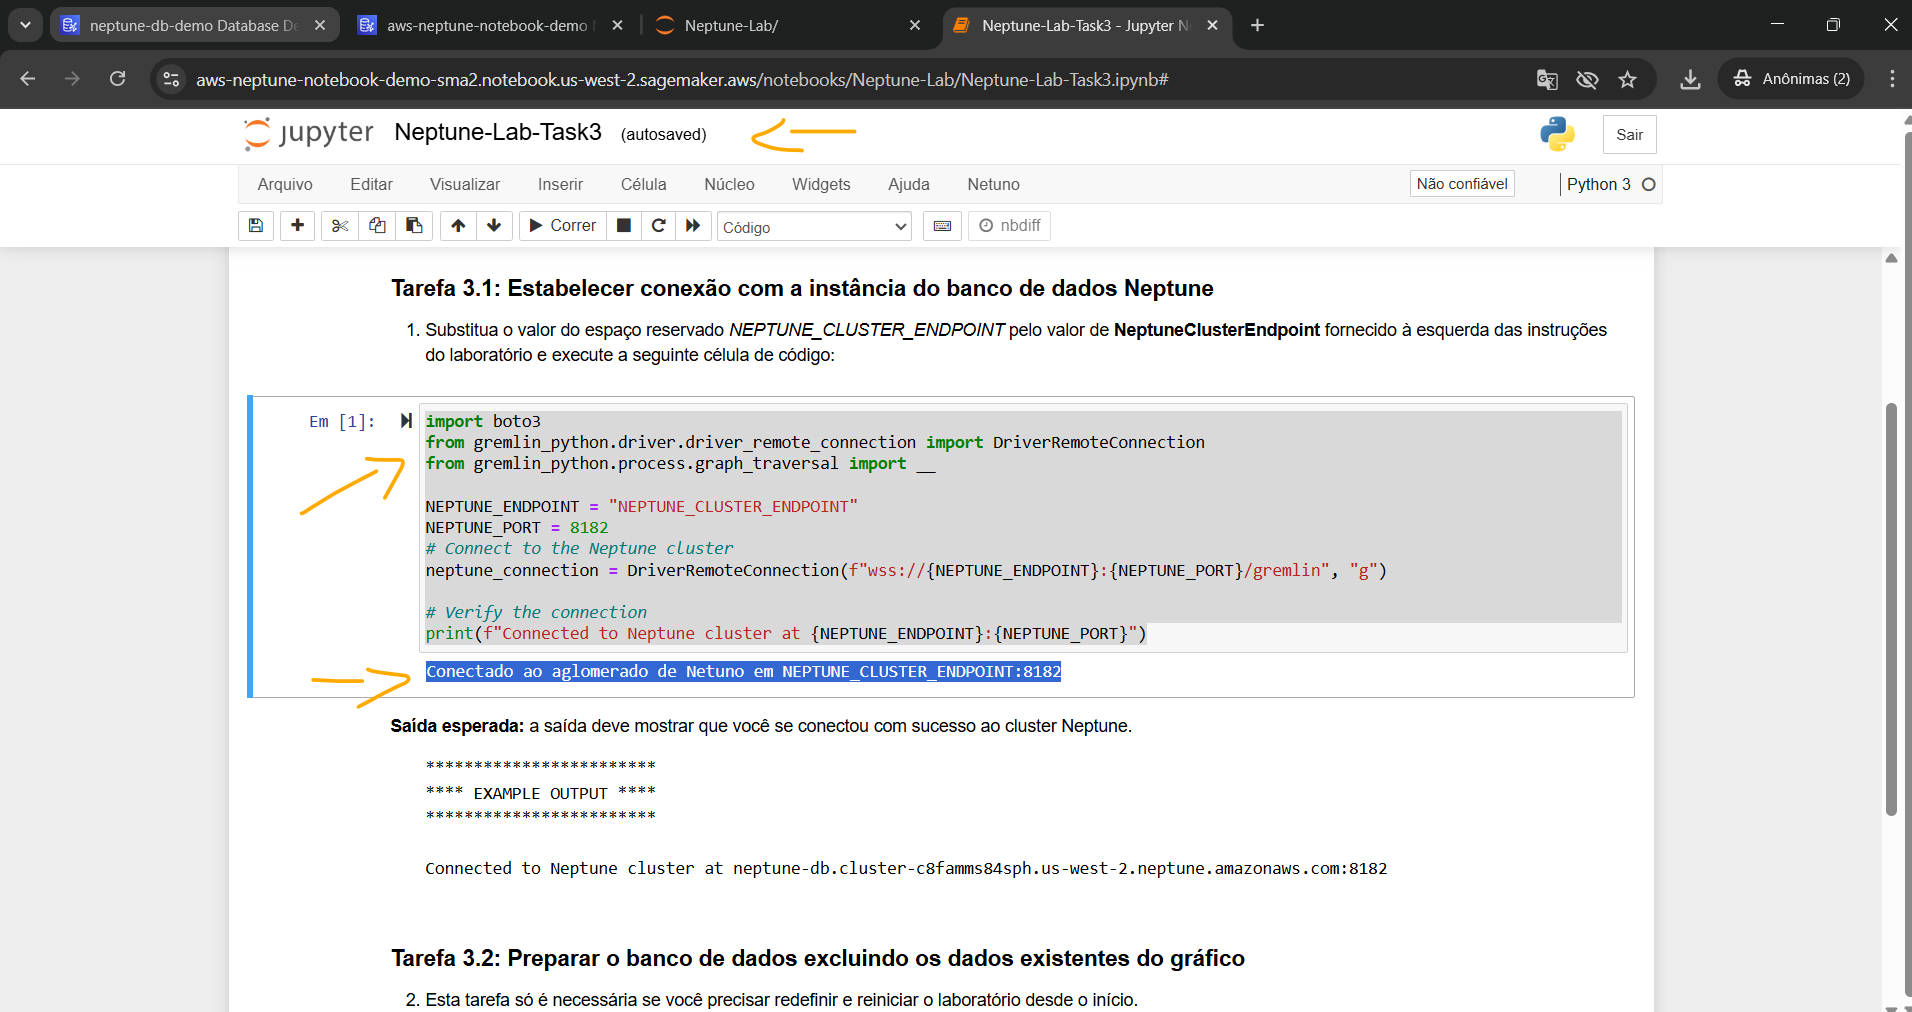 neptune-db-demo Database De
aws-neptune-notebook-demo
Neptune-Lab/
Neptune-Lab-Task3 - Jupyter N
aws-neptune-notebook-demo-sma2.notebook.us-west-2.sagemaker.aws/notebooks/Neptune-Lab/Neptune-Lab-Task3.ipynb#
Anônimas (2)
jupyter Neptune-Lab-Task3 (autosaved)
Sair
Arquivo Editar Visualizar Inserir Célula Núcleo Widgets Ajuda Netuno
Não confiável
Python 3
Correr
Código
nbdiff
Tarefa 3.1: Estabelecer conexão com a instância do banco de dados Neptune
1. Substitua o valor do espaço reservado NEPTUNE_CLUSTER_ENDPOINT pelo valor de NeptuneClusterEndpoint fornecido à esquerda das instruções
do laboratório e execute a seguinte célula de código:
Em [1]:
import boto3
from gremlin_python.driver.driver_remote_connection import DriverRemoteConnection
from gremlin_python.process.graph_traversal import __
NEPTUNE_ENDPOINT = "NEPTUNE_CLUSTER_ENDPOINT"
NEPTUNE_PORT = 8182
# Connect to the Neptune cluster
neptune_connection = DriverRemoteConnection(f"wss://{NEPTUNE_ENDPOINT}:{NEPTUNE_PORT}/gremlin", "g")
# Verify the connection
print(f"Connected to Neptune cluster at {NEPTUNE_ENDPOINT}:{NEPTUNE_PORT}")
Conectado ao aglomerado de Netuno em NEPTUNE_CLUSTER_ENDPOINT:8182
Saída esperada: a saída deve mostrar que você se conectou com sucesso ao cluster Neptune.
************************
**** EXAMPLE OUTPUT ****
************************
Connected to Neptune cluster at neptune-db.cluster-c8famms84sph.us-west-2.neptune.amazonaws.com:8182
Tarefa 3.2: Preparar o banco de dados excluindo os dados existentes do gráfico
2. Esta tarefa só é necessária se você precisar redefinir e reiniciar o laboratório desde o início.